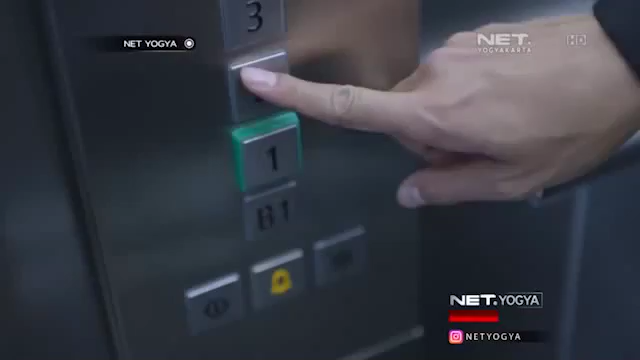 3
NET YOGYA
NET.
YOGYAKARTA
HD
1
B1
NET. YOGYA
NETYOGYA